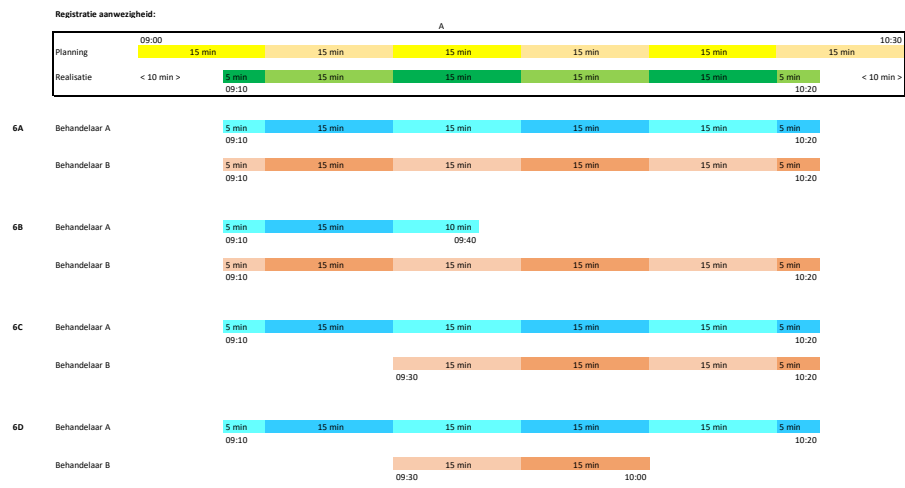 Registratie aanwezigheid:
A
09:00 10:30
Planning 15 min 15 min 15 min 15 min 15 min 15 min
Realisatie < 10 min > 5 min 15 min 15 min 15 min 15 min 5 min < 10 min >
09:10 10:20
6A Behandelaar A 5 min 15 min 15 min 15 min 15 min 5 min
09:10 10:20
Behandelaar B 5 min 15 min 15 min 15 min 15 min 5 min
09:10 10:20
6B Behandelaar A 5 min 15 min 10 min
09:10 09:40
Behandelaar B 5 min 15 min 15 min 15 min 15 min 5 min
09:10 10:20
6C Behandelaar A 5 min 15 min 15 min 15 min 15 min 5 min
09:10 10:20
Behandelaar B 15 min 15 min 15 min 5 min
09:30 10:20
6D Behandelaar A 5 min 15 min 15 min 15 min 15 min 5 min
09:10 10:20
Behandelaar B 15 min 15 min
09:30 10:00